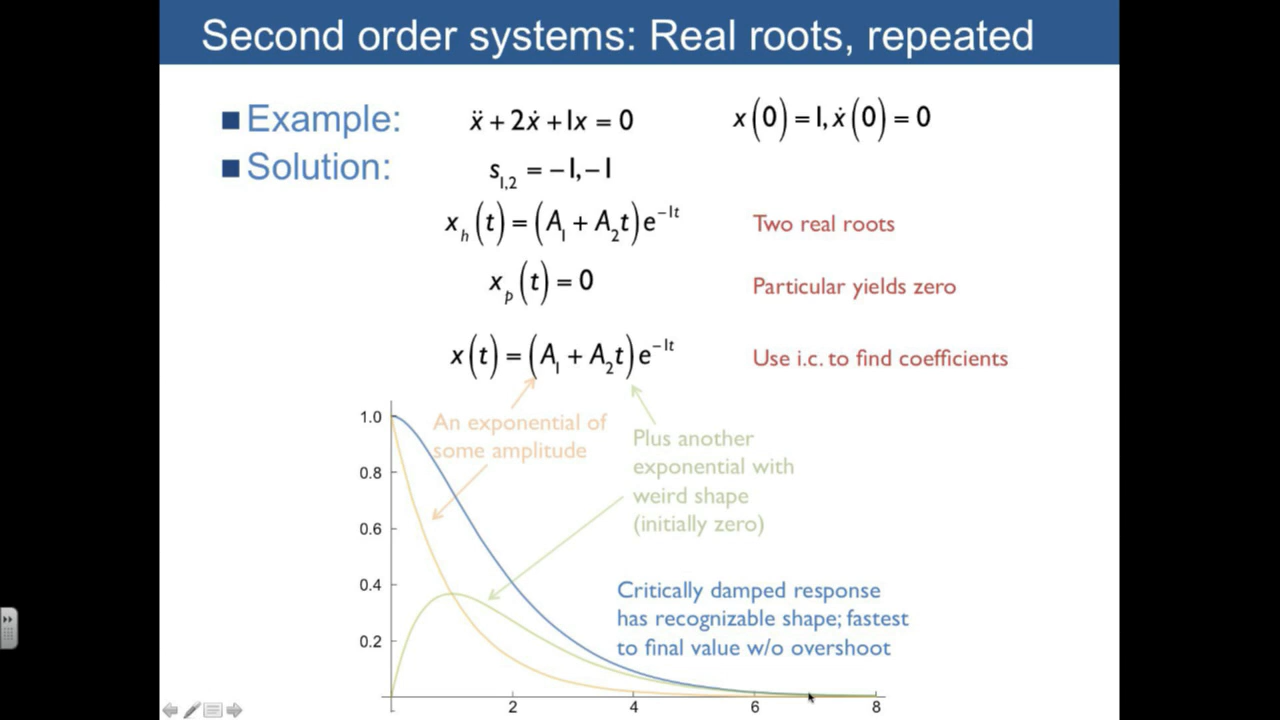 Second order systems: Real roots, repeated
Example: ẍ + 2ẋ + 1x = 0 x(0) = 1, ẋ(0) = 0
Solution: s₁,₂ = −1, −1
xₕ(t) = (A₁ + A₂t)e⁻¹ᵗ Two real roots
xₚ(t) = 0 Particular yields zero
x(t) = (A₁ + A₂t)e⁻¹ᵗ Use i.c. to find coefficients
An exponential of
some amplitude
Plus another
exponential with
weird shape
(initially zero)
Critically damped response
has recognizable shape; fastest
to final value w/o overshoot
1.0
0.8
0.6
0.4
0.2
2 4 6 8